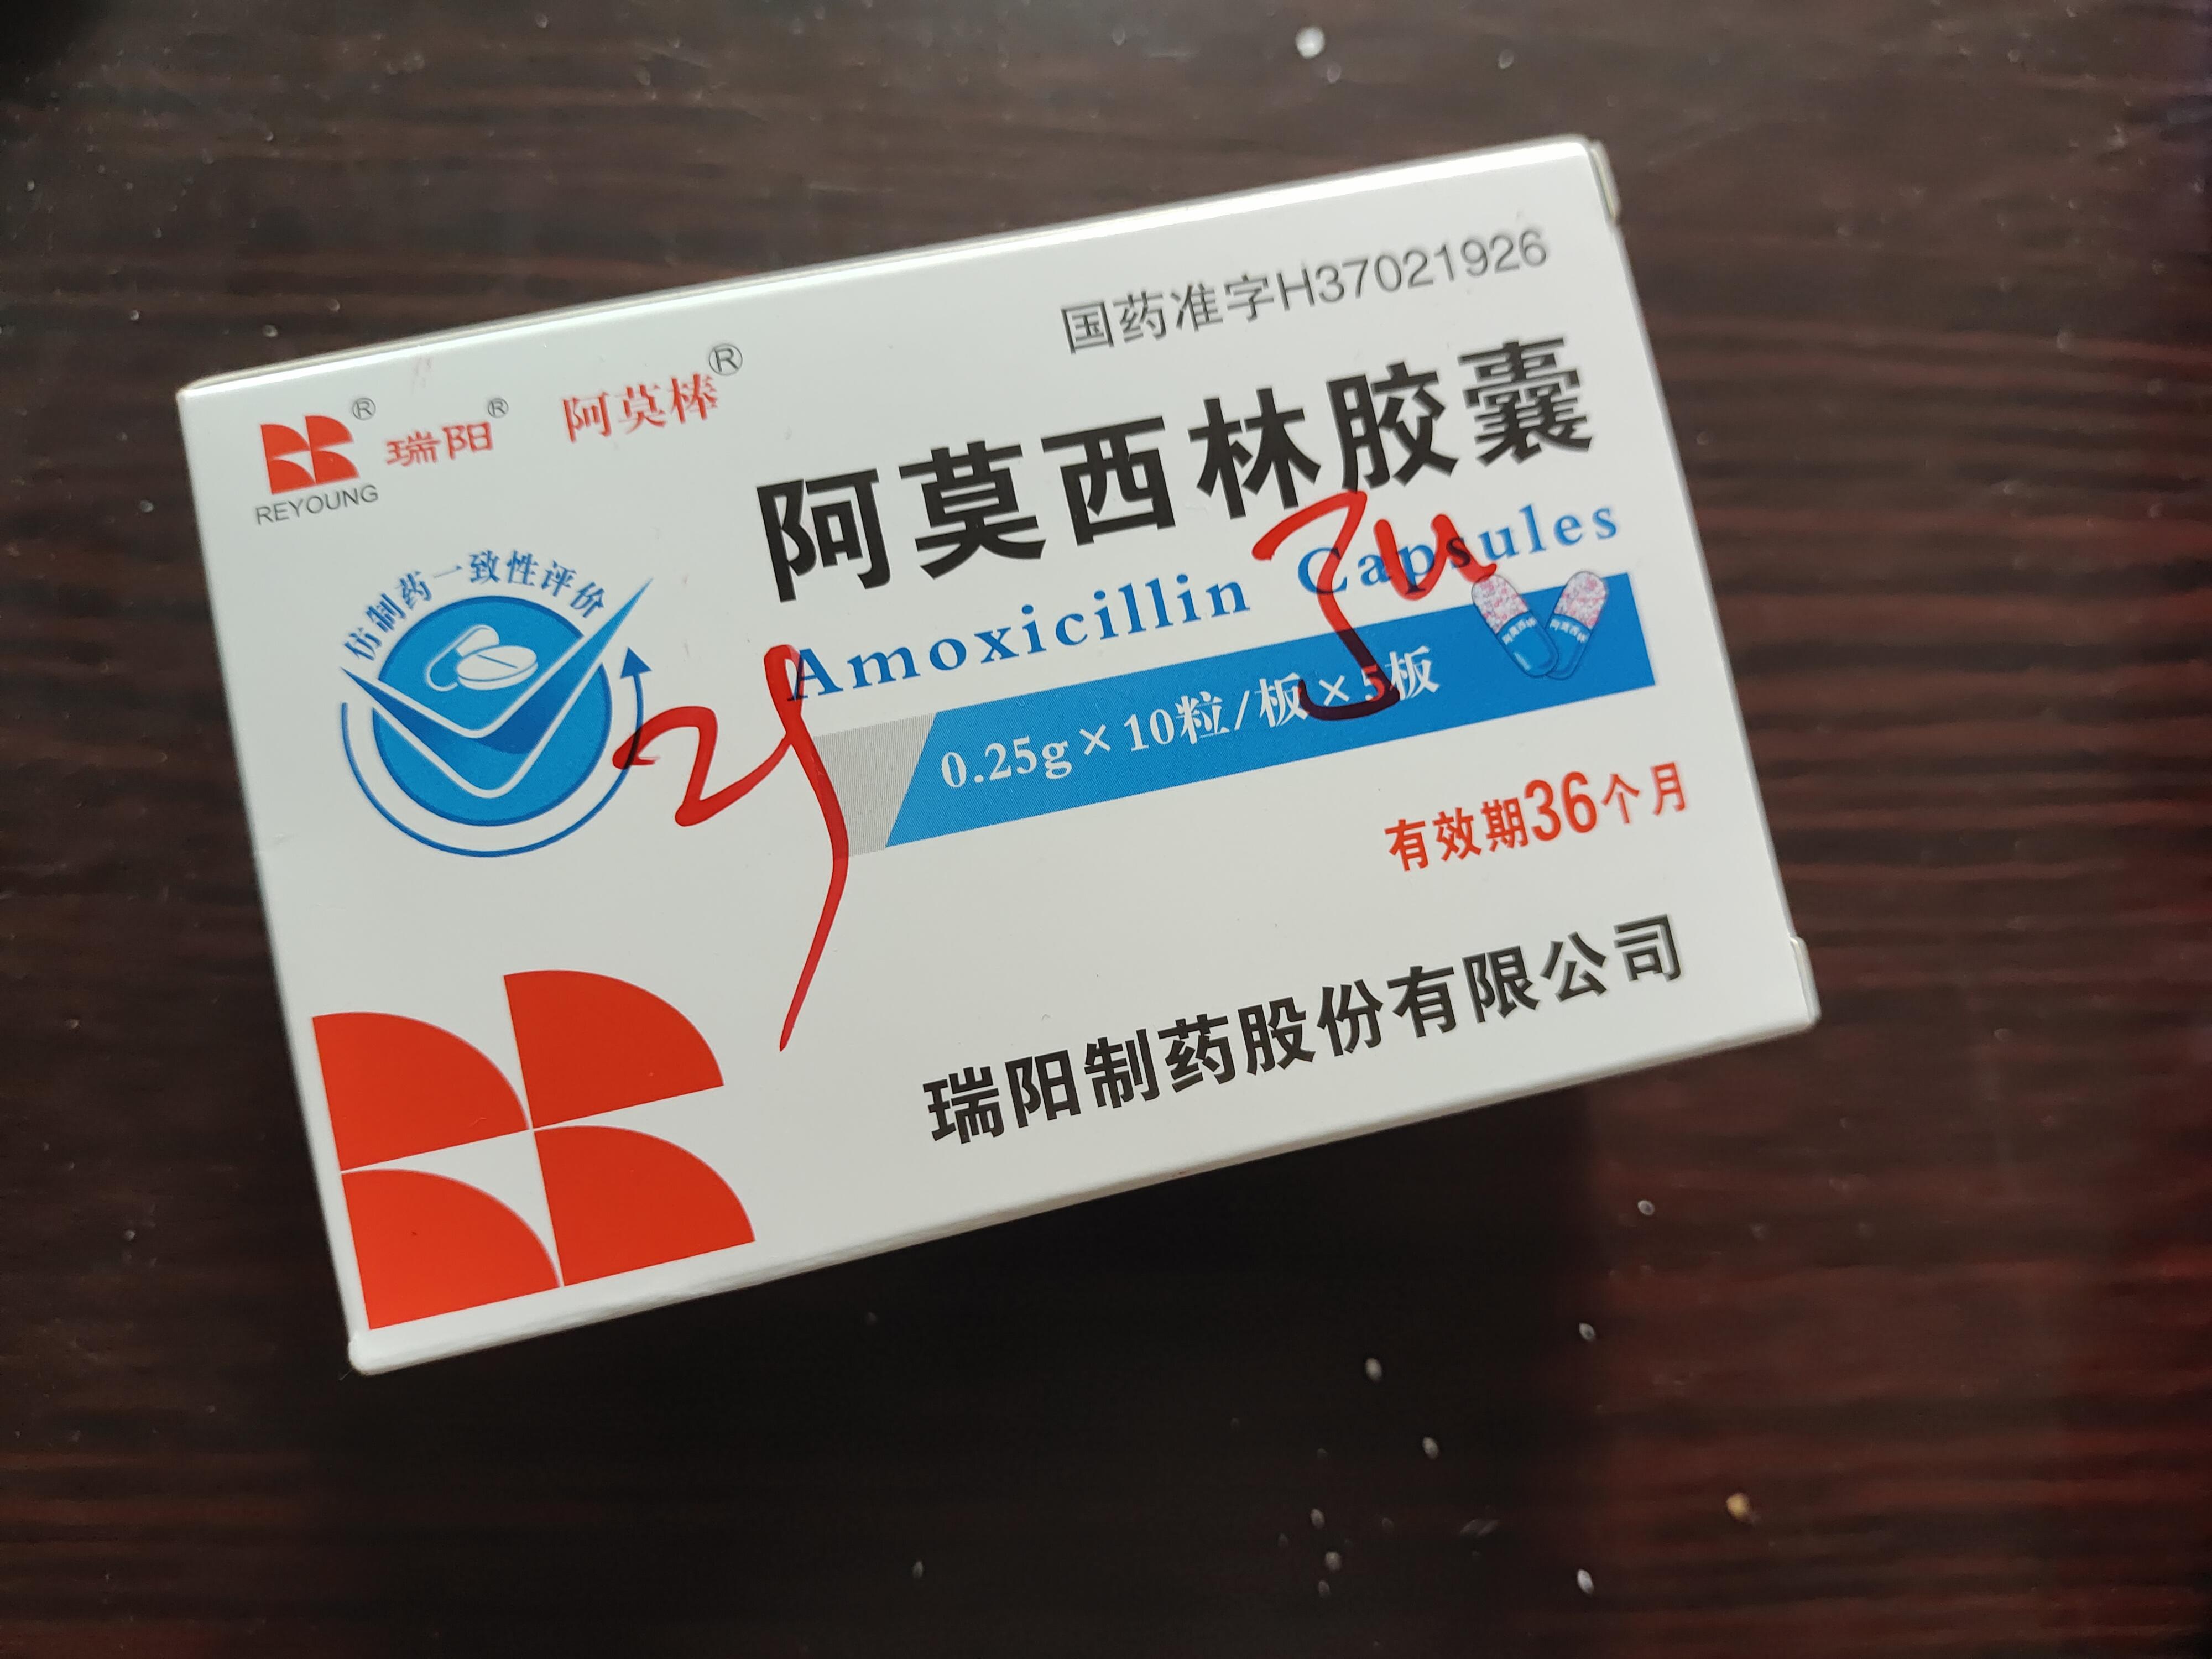 国药准字H37021926
REYOUNG ® 瑞阳® 阿莫棒®
阿莫西林胶囊
Amoxicillin Capsules
仿制药一致性评价
0.25g×10粒/板×5板
有效期36个月
瑞阳制药股份有限公司